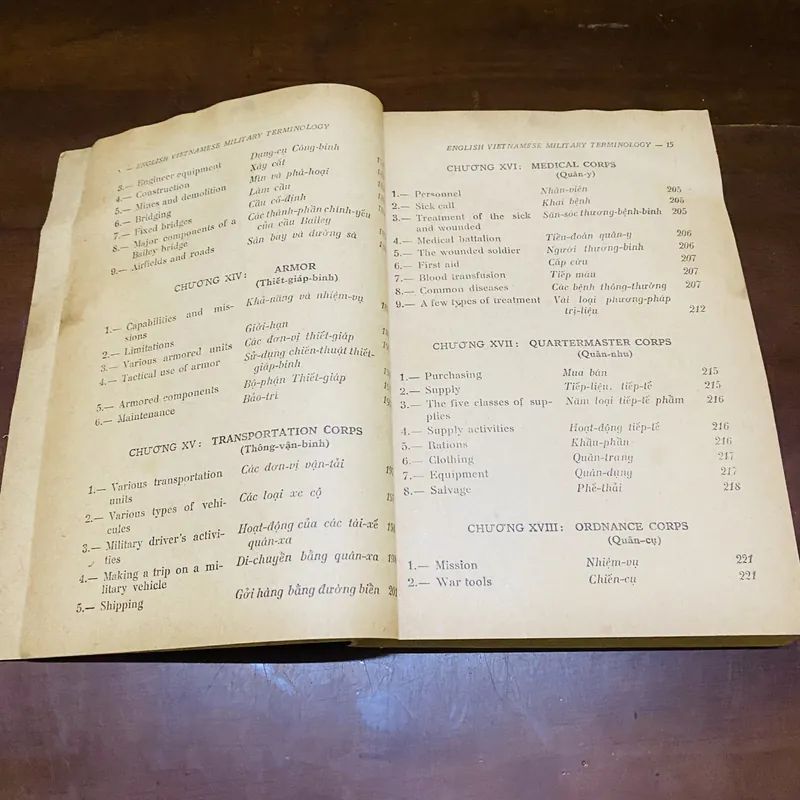 ENGLISH VIETNAMESE MILITARY TERMINOLOGY
3.— Engineer equipment Dụng-cụ Công-binh
4.— Construction Xây cất
5.— Mines and demolition Mìn và phá-hoại
6.— Bridging Làm cầu
7.— Fixed bridges Cầu cố-định
8.— Major components of a Các thành-phần chính-yếu
Bailey bridge của cầu Bailey
9.— Airfields and roads Sân bay và đường sá
CHƯƠNG XIV: ARMOR
(Thiết-giáp-binh)
1.— Capabilities and mis- Khả-năng và nhiệm-vụ
sions
2.— Limitations Giới-hạn
3.— Various armored units Các đơn-vị thiết-giáp
4.— Tactical use of armor Sử-dụng chiến-thuật thiết-
giáp-binh
5.— Armored components Bộ-phận Thiết-giáp
6.— Maintenance Bảo-trì
CHƯƠNG XV: TRANSPORTATION CORPS
(Thông-vận-binh)
1.— Various transportation Các đơn-vị vận-tải
units
2.— Various types of vehi- Các loại xe cộ
cules
3.— Military driver's activi- Hoạt-động của các tài-xế
ties quân-xa
4.— Making a trip on a mi- Di-chuyển bằng quân-xa
litary vehicle
5.— Shipping Gởi hàng bằng đường biển 201
ENGLISH VIETNAMESE MILITARY TERMINOLOGY — 15
CHƯƠNG XVI: MEDICAL CORPS
(Quân-y)
1.— Personnel Nhân-viên 205
2.— Sick call Khai bệnh 205
3.— Treatment of the sick Săn-sóc thương-bệnh-binh 205
and wounded
4.— Medical battalion Tiểu-đoàn quân-y 206
5.— The wounded soldier Người thương-binh 206
6.— First aid Cấp cứu 207
7.— Blood transfusion Tiếp máu 207
8.— Common diseases Các bệnh thông-thường 207
9.— A few types of treatment Vài loại phương-pháp
trị-liệu 212
CHƯƠNG XVII: QUARTERMASTER CORPS
(Quân-nhu)
1.— Purchasing Mua bán 215
2.— Supply Tiếp-liệu, tiếp-tế 215
3.— The five classes of sup- Năm loại tiếp-tế phẩm 216
plies
4.— Supply activities Hoạt-động tiếp-tế 216
5.— Rations Khẩu-phần 216
6.— Clothing Quân-trang 217
7.— Equipment Quân-dụng 217
8.— Salvage Phế-thải 218
CHƯƠNG XVIII: ORDNANCE CORPS
(Quân-cụ)
1.— Mission Nhiệm-vụ 221
2.— War tools Chiến-cụ 221